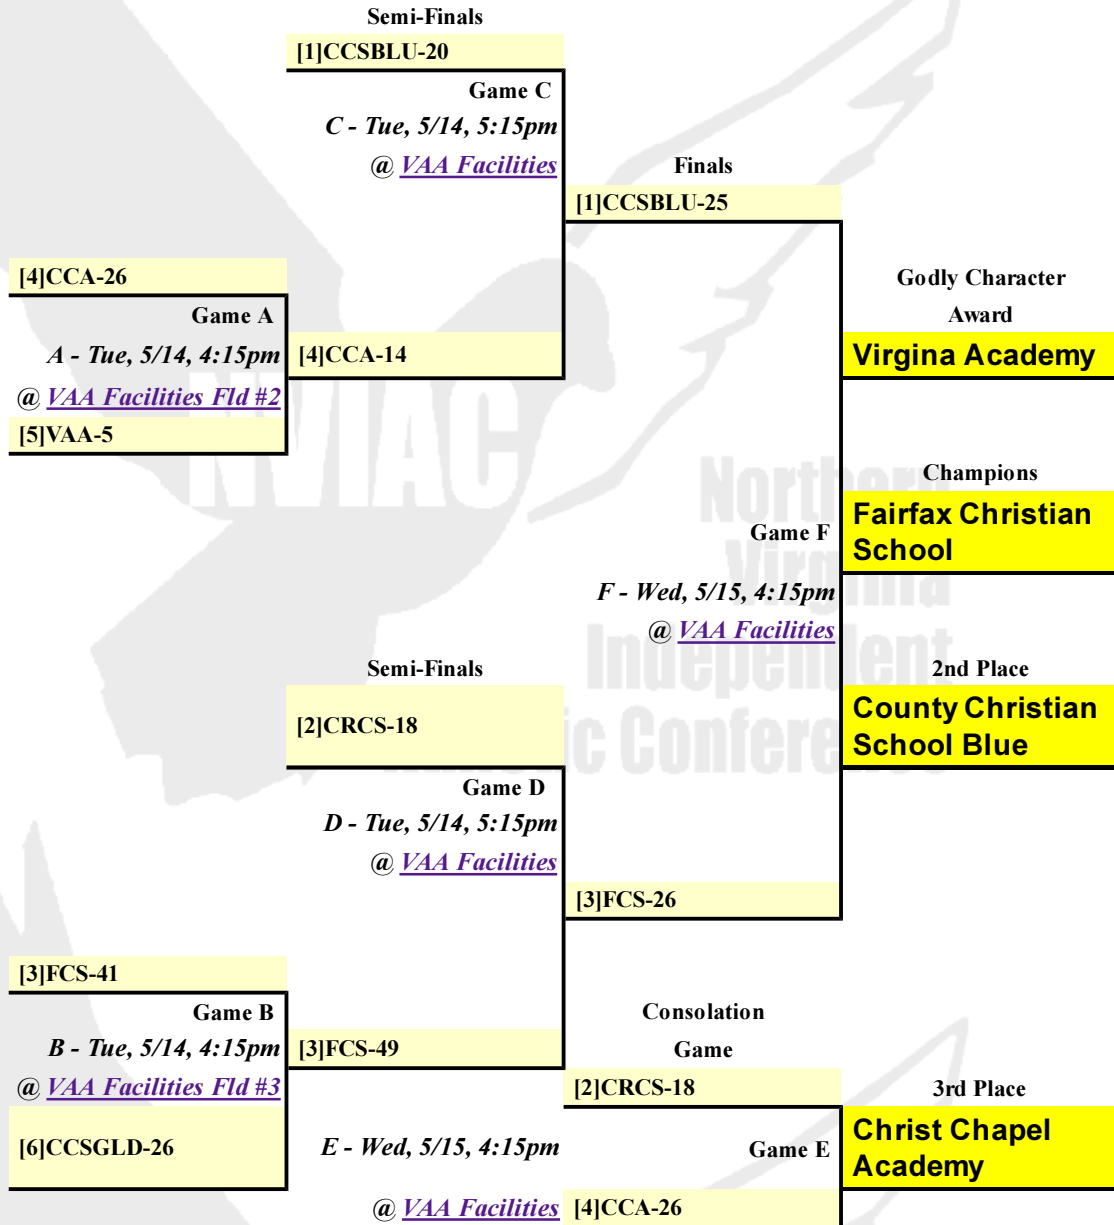 Semi-Finals
[1]CCSBLU-20
Game C
C - Tue, 5/14, 5:15pm
@ VAA Facilities
Finals
[1]CCSBLU-25
[4]CCA-26
Game A
A - Tue, 5/14, 4:15pm
@ VAA Facilities Fld #2
[5]VAA-5
[4]CCA-14
Godly Character
Award
Virgina Academy
Champions
Fairfax Christian
School
Game F
F - Wed, 5/15, 4:15pm
@ VAA Facilities
2nd Place
County Christian
School Blue
Semi-Finals
[2]CRCS-18
Game D
D - Tue, 5/14, 5:15pm
@ VAA Facilities
[3]FCS-26
[3]FCS-41
Game B
B - Tue, 5/14, 4:15pm
@ VAA Facilities Fld #3
[6]CCSGLD-26
[3]FCS-49
Consolation
Game
[2]CRCS-18
E - Wed, 5/15, 4:15pm
Game E
@ VAA Facilities
[4]CCA-26
3rd Place
Christ Chapel
Academy
NVIAC
Northern
Virginia
Independent
Conference